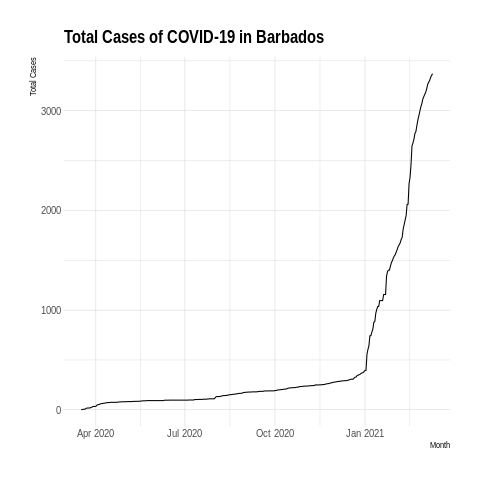 Total Cases of COVID-19 in Barbados
Total Cases
3000
2000
1000
0
Apr 2020 Jul 2020 Oct 2020 Jan 2021
Month